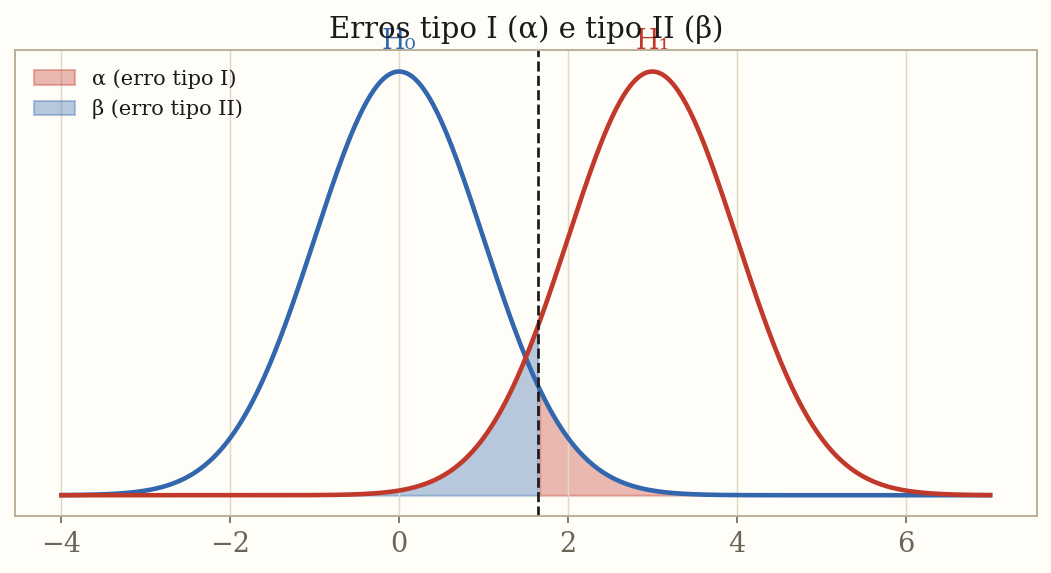 Erros tipo I (α) e tipo II (β)
H₀
H₁
α (erro tipo I)
β (erro tipo II)
−4 −2 0 2 4 6